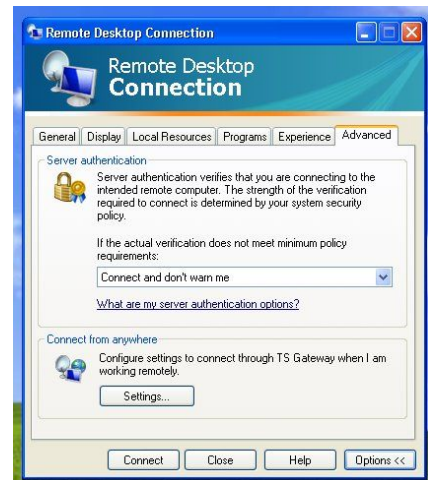 Remote Desktop Connection
Remote Desktop
Connection
General Display Local Resources Programs Experience Advanced
Server authentication
Server authentication verifies that you are connecting to the
intended remote computer. The strength of the verification
required to connect is determined by your system security
policy.
If the actual verification does not meet minimum policy
requirements:
Connect and don't warn me
What are my server authentication options?
Connect from anywhere
Configure settings to connect through TS Gateway when I am
working remotely.
Settings...
Connect Close Help Options <<